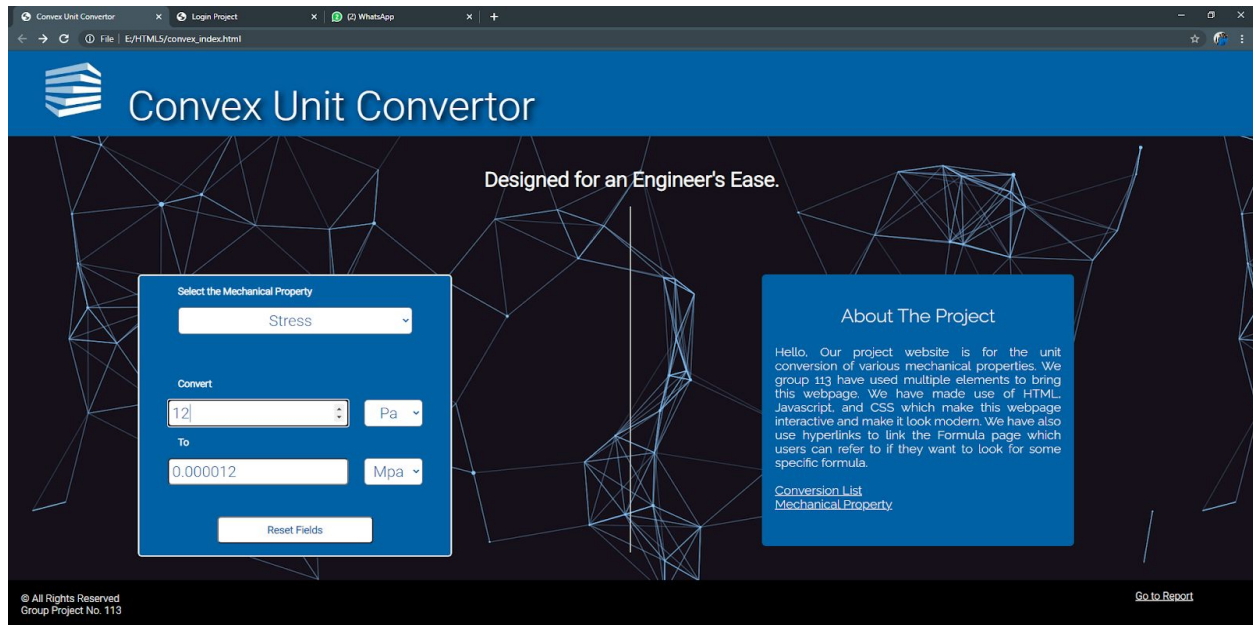 Convex Unit Convertor
Login Project
(2) WhatsApp
File | E:/HTML5/convex_index.html
Convex Unit Convertor
Designed for an Engineer's Ease.
Select the Mechanical Property
Stress
Convert
12 Pa
To
0.000012 Mpa
Reset Fields
About The Project
Hello, Our project website is for the unit
conversion of various mechanical properties. We
group 113 have used multiple elements to bring
this webpage. We have made use of HTML,
Javascript, and CSS which make this webpage
interactive and make it look modern. We have also
use hyperlinks to link the Formula page which
users can refer to if they want to look for some
specific formula.
Conversion List
Mechanical Property
© All Rights Reserved
Group Project No. 113
Go to Report